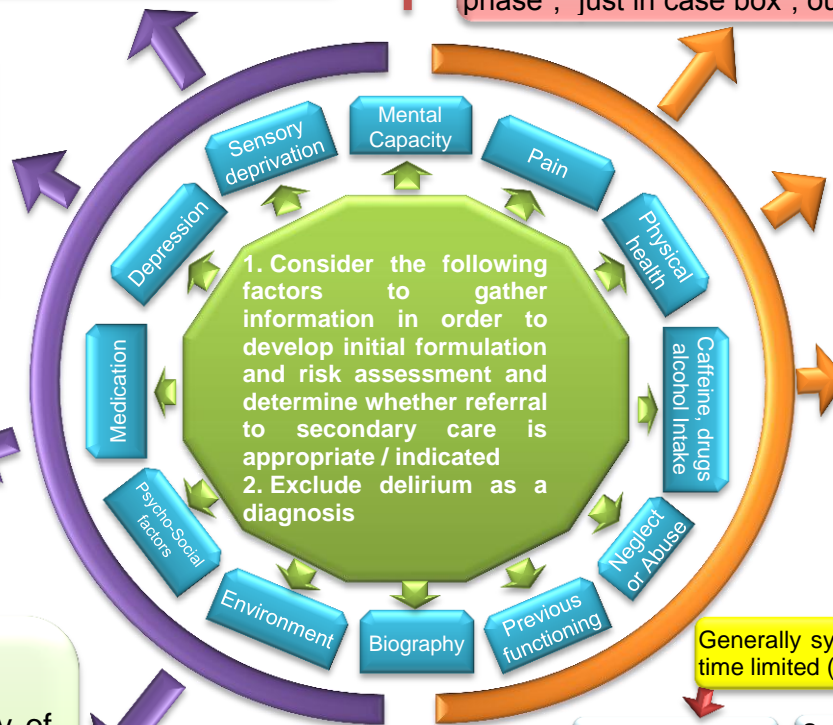 phase", "just in case box", ou
Mental
Capacity
Sensory
deprivation
Pain
Depression
Physical
health
1. Consider the following
factors to gather
information in order to
develop initial formulation
and risk assessment and
determine whether referral
to secondary care is
appropriate / indicated
2. Exclude delirium as a
diagnosis
Medication
Caffeine, drugs
alcohol Intake
Psycho-Social
factors
Neglect
or Abuse
Environment
Biography
Previous
functioning
Generally sy
time limited (
y of